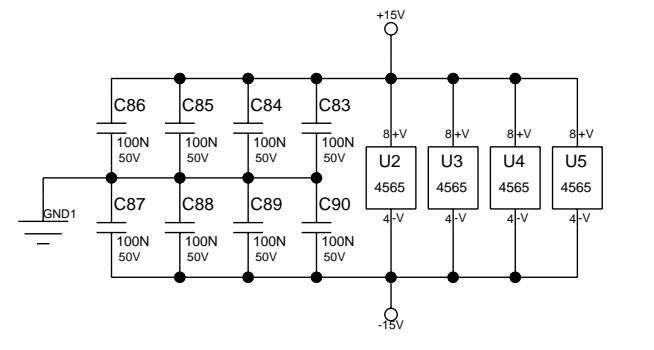 +15V
C86 C85 C84 C83
100N 100N 100N 100N
50V 50V 50V 50V
8 +V 8 +V 8 +V 8 +V
U2 U3 U4 U5
4565 4565 4565 4565
4 -V 4 -V 4 -V 4 -V
GND1
C87 C88 C89 C90
100N 100N 100N 100N
50V 50V 50V 50V
-15V